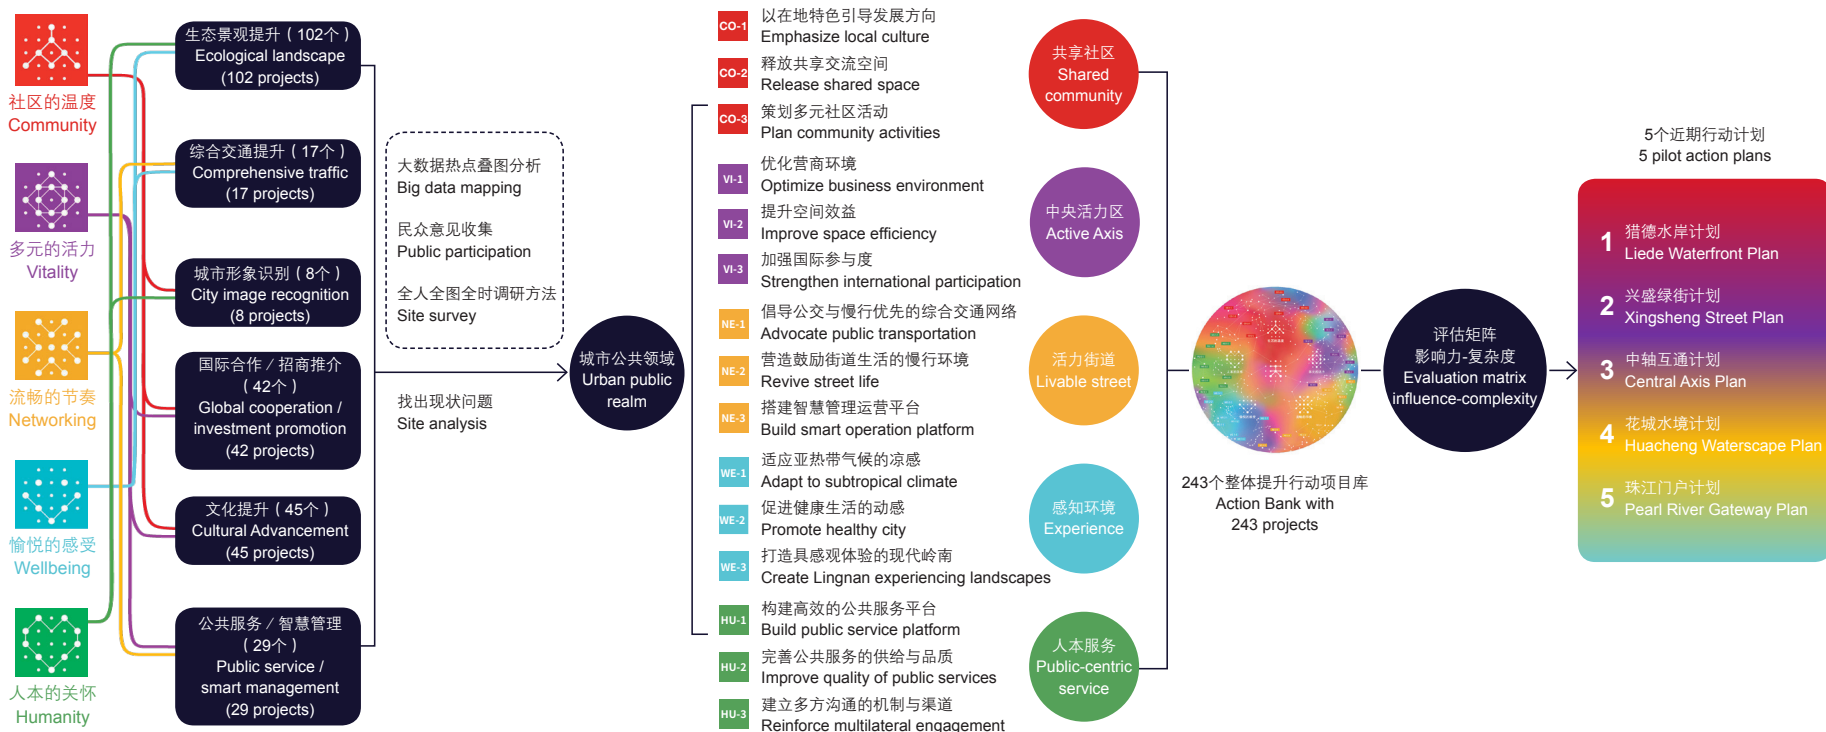 社区的温度
Community
多元的活力
Vitality
流畅的节奏
Networking
愉悦的感受
Wellbeing
人本的关怀
Humanity
生态景观提升（102个）
Ecological landscape
(102 projects)
综合交通提升（17个）
Comprehensive traffic
(17 projects)
城市形象识别（8个）
City image recognition
(8 projects)
国际合作／招商推介
（42个）
Global cooperation /
investment promotion
(42 projects)
文化提升（45个）
Cultural Advancement
(45 projects)
公共服务／智慧管理
（29个）
Public service /
smart management
(29 projects)
大数据热点叠图分析
Big data mapping
民众意见收集
Public participation
全人全图全时调研方法
Site survey
找出现状问题
Site analysis
城市公共领域
Urban public
realm
CO-1
以在地特色引导发展方向
Emphasize local culture
CO-2
释放共享交流空间
Release shared space
CO-3
策划多元社区活动
Plan community activities
VI-1
优化营商环境
Optimize business environment
VI-2
提升空间效益
Improve space efficiency
VI-3
加强国际参与度
Strengthen international participation
NE-1
倡导公交与慢行优先的综合交通网络
Advocate public transportation
NE-2
营造鼓励街道生活的慢行环境
Revive street life
NE-3
搭建智慧管理运营平台
Build smart operation platform
WE-1
适应亚热带气候的凉感
Adapt to subtropical climate
WE-2
促进健康生活的动感
Promote healthy city
WE-3
打造具感观体验的现代岭南
Create Lingnan experiencing landscapes
HU-1
构建高效的公共服务平台
Build public service platform
HU-2
完善公共服务的供给与品质
Improve quality of public services
HU-3
建立多方沟通的机制与渠道
Reinforce multilateral engagement
共享社区
Shared
community
中央活力区
Active Axis
活力街道
Livable street
感知环境
Experience
人本服务
Public-centric
service
243个整体提升行动项目库
Action Bank with
243 projects
评估矩阵
影响力-复杂度
Evaluation matrix
influence-complexity
5个近期行动计划
5 pilot action plans
1
猎德水岸计划
Liede Waterfront Plan
2
兴盛绿街计划
Xingsheng Street Plan
3
中轴互通计划
Central Axis Plan
4
花城水境计划
Huacheng Waterscape Plan
5
珠江门户计划
Pearl River Gateway Plan